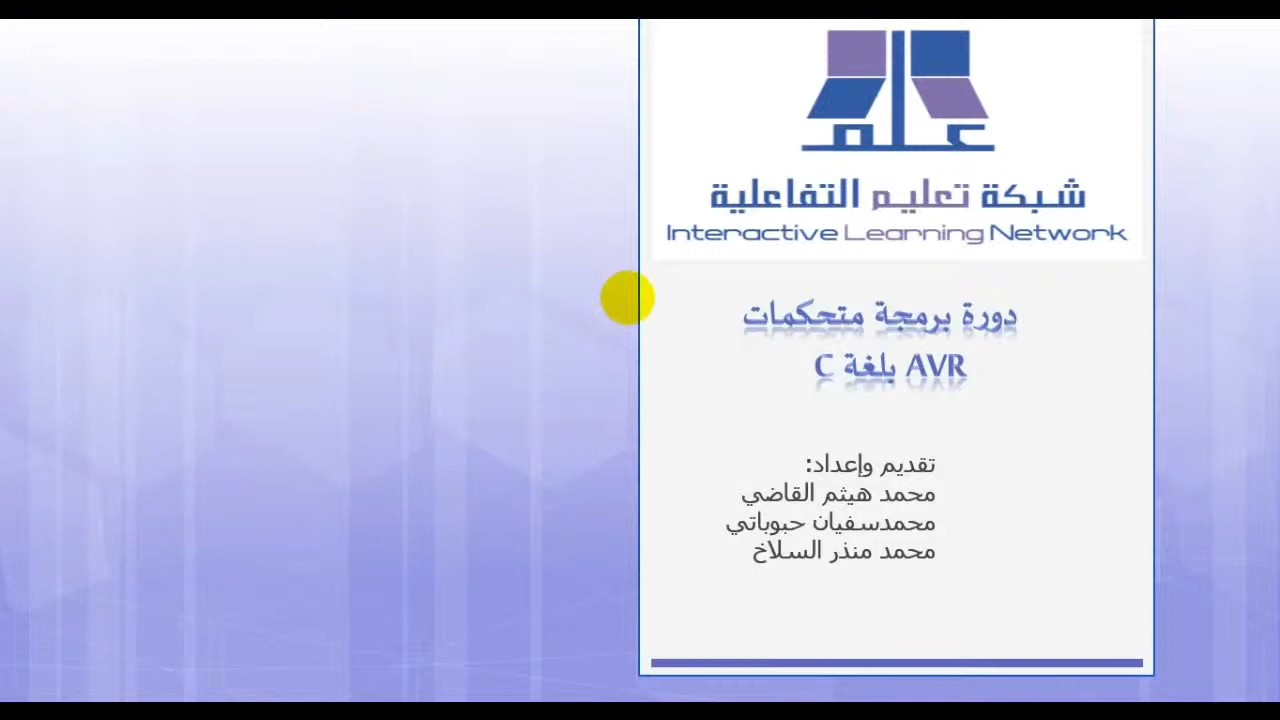 علم
شبكة تعليم التفاعلية
Interactive Learning Network
دورة برمجة متحكمات
AVR بلغة C
تقديم وإعداد:
محمد هيثم القاضي
محمدسفيان حبوباتي
محمد منذر السلاخ